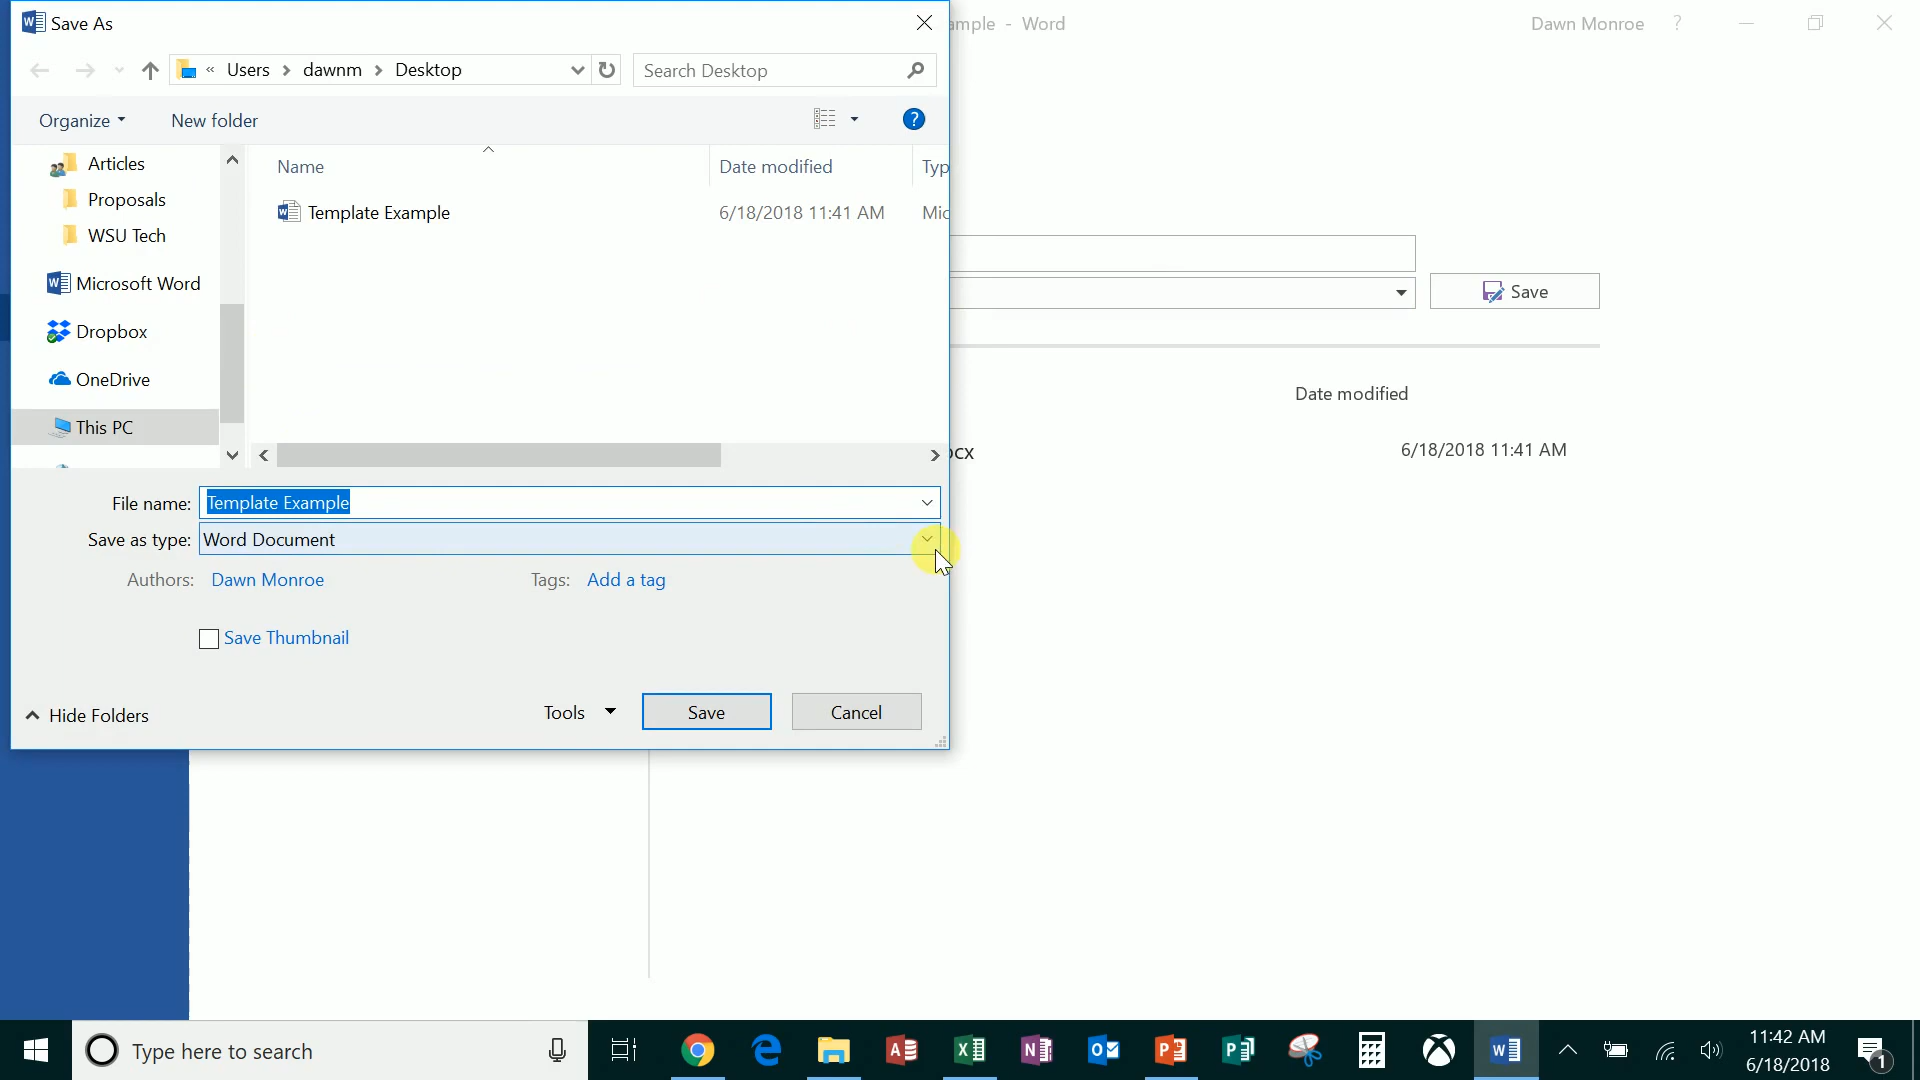 Save As
ample - Word
Dawn Monroe
?
« Users > dawnm > Desktop
Search Desktop
Organize
New folder
?
Articles
Proposals
WSU Tech
Microsoft Word
Dropbox
OneDrive
This PC
Name
Date modified
Typ
Template Example
6/18/2018 11:41 AM
Mic
File name: Template Example
Save as type: Word Document
Authors: Dawn Monroe
Tags: Add a tag
Save Thumbnail
Hide Folders
Tools
Save
Cancel
Save
Date modified
ocx
6/18/2018 11:41 AM
Type here to search
11:42 AM
6/18/2018
1